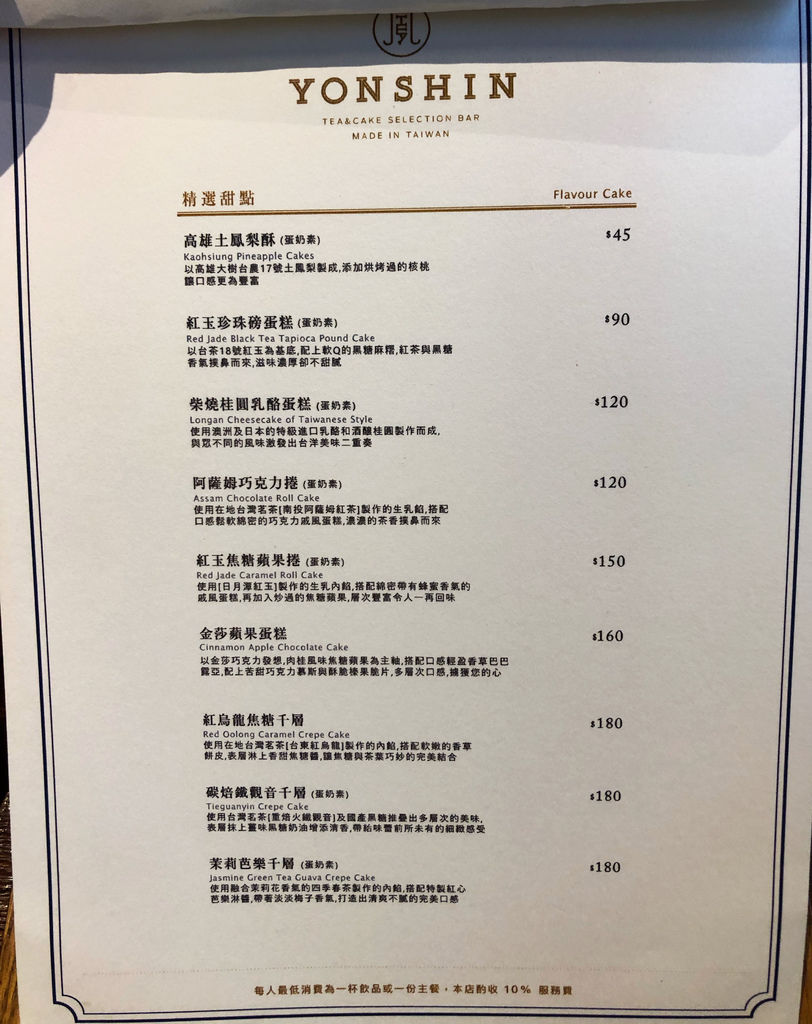 YONSHIN
TEA&CAKE SELECTION BAR
MADE IN TAIWAN
精選甜點 Flavour Cake
高雄土鳳梨酥 (蛋奶素) $45
Kaohsiung Pineapple Cakes
以高雄大樹台農17號土鳳梨製成,添加烘烤過的核桃
讓口感更為豐富
紅玉珍珠磅蛋糕 (蛋奶素) $90
Red Jade Black Tea Tapioca Pound Cake
以台茶18號紅玉為基底,配上軟Q的黑糖麻糬,紅茶與黑糖
香氣撲鼻而來,滋味濃厚卻不甜膩
柴燒桂圓乳酪蛋糕 (蛋奶素) $120
Longan Cheesecake of Taiwanese Style
使用澳洲及日本的特級進口乳酪和酒釀桂圓製作而成,
與眾不同的風味激發出台洋美味二重奏
阿薩姆巧克力捲 (蛋奶素) $120
Assam Chocolate Roll Cake
使用在地台灣茗茶[南投阿薩姆紅茶]製作的生乳餡,搭配
口感鬆軟綿密的巧克力戚風蛋糕,濃濃的茶香撲鼻而來
紅玉焦糖蘋果捲 (蛋奶素) $150
Red Jade Caramel Roll Cake
使用[日月潭紅玉]製作的生乳內餡,搭配綿密帶有蜂蜜香氣的
戚風蛋糕,再加入炒過的焦糖蘋果,層次豐富令人一再回味
金莎蘋果蛋糕 $160
Cinnamon Apple Chocolate Cake
以金莎巧克力發想,肉桂風味焦糖蘋果為主軸,搭配口感輕盈香草巴巴
露亞,配上苦甜巧克力慕斯與酥脆榛果脆片,多層次口感,擄獲您的心
紅烏龍焦糖千層 $180
Red Oolong Caramel Crepe Cake
使用在地台灣茗茶[台東紅烏龍]製作的內餡,搭配軟嫩的香草
餅皮,表層淋上香甜焦糖醬,讓焦糖與茶葉巧妙的完美結合
碳焙鐵觀音千層 (蛋奶素) $180
Tieguanyin Crepe Cake
使用台灣茗茶[重焙火鐵觀音]及國產黑糖推疊出多層次的美味,
表層抹上薑味黑糖奶油增添清香,帶給味蕾前所未有的細緻感受
茉莉芭樂千層 (蛋奶素) $180
Jasmine Green Tea Guava Crepe Cake
使用融合茉莉花香氣的四季春茶製作的內餡,搭配特製紅心
芭樂淋醬,帶著淡淡梅子香氣,打造出清爽不膩的完美口感
每人最低消費為一杯飲品或一份主餐,本店酌收 10% 服務費